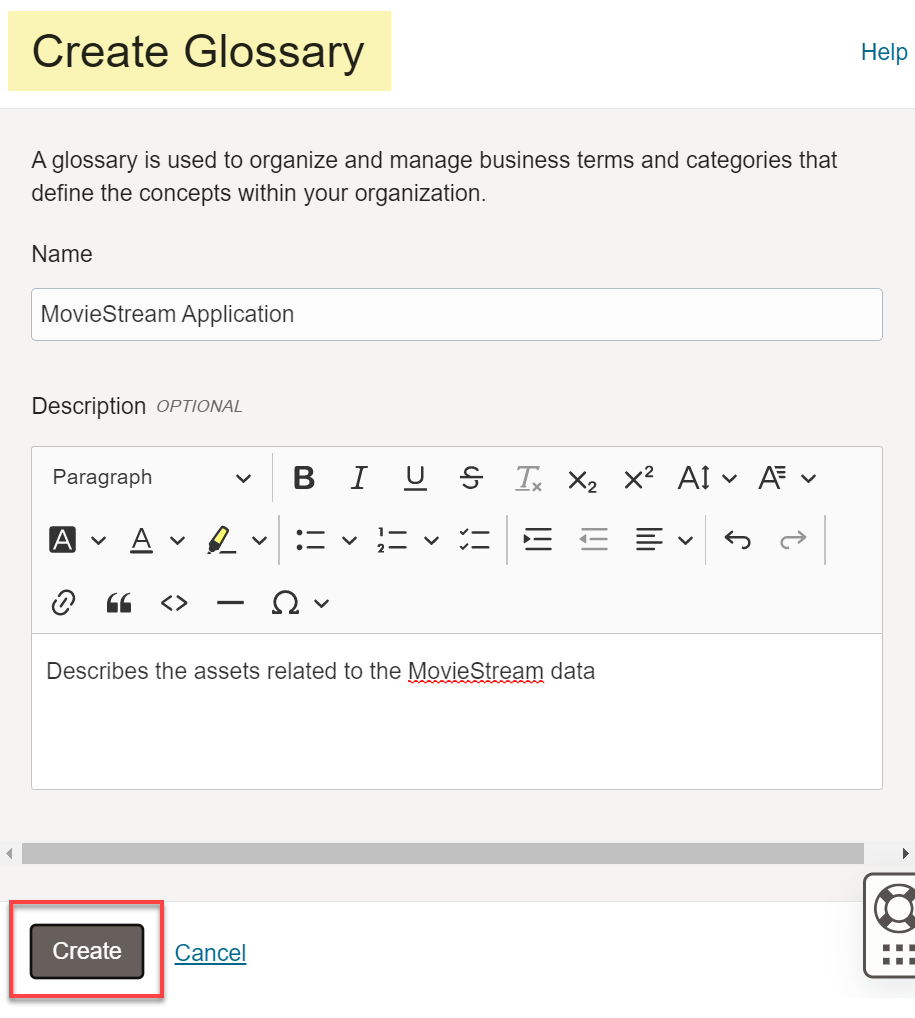 Create Glossary
Help
A glossary is used to organize and manage business terms and categories that
define the concepts within your organization.
Name
MovieStream Application
Description OPTIONAL
Paragraph
Describes the assets related to the MovieStream data
Create Cancel